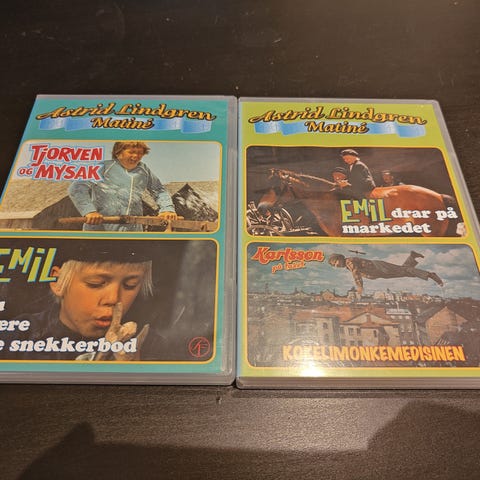 Astrid Lindgren
Matiné
TJORVEN
OG MYSAK
EMIL
snekkerbod
Astrid Lindgren
Matiné
EMIL drar på
markedet
Karlsson
på taket
KOKELIMONKEMEDISINEN